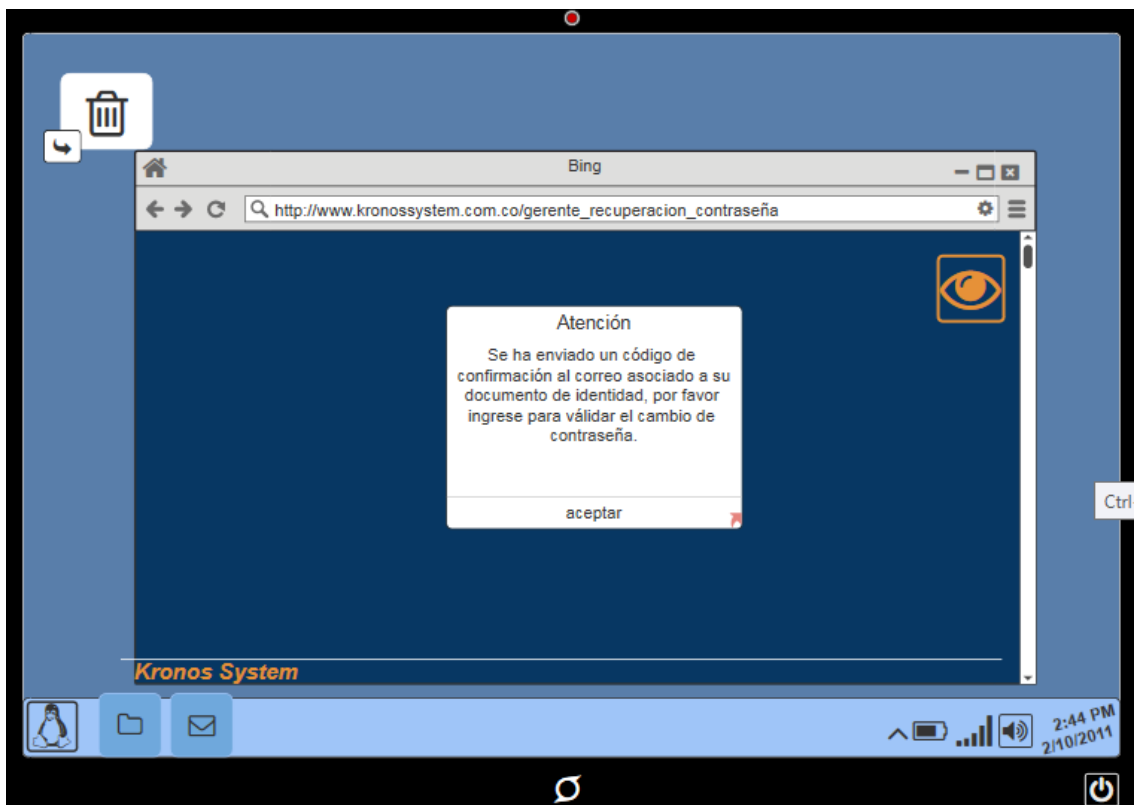 Bing
http://www.kronossystem.com.co/gerente_recuperacion_contraseña
Atención
Se ha enviado un código de
confirmación al correo asociado a su
documento de identidad, por favor
ingrese para válidar el cambio de
contraseña.
aceptar
Ctrl
Kronos System
2:44 PM
2/10/2011